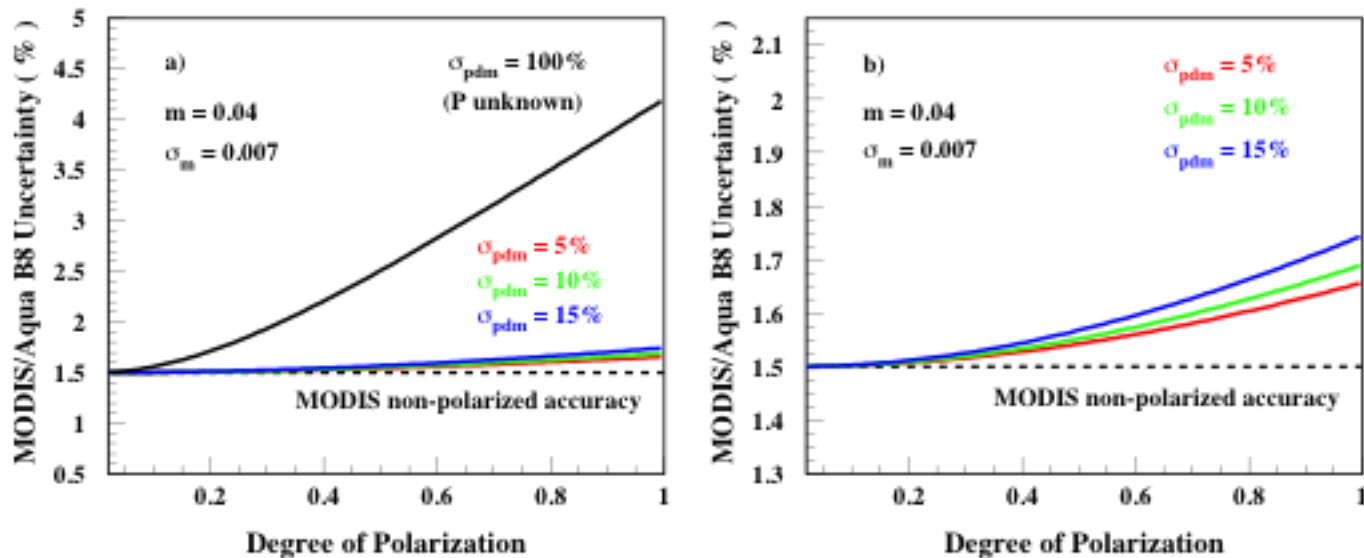 MODIS/Aqua B8 Uncertainty ( % )
5
4.5
4
3.5
3
2.5
2
1.5
1
0.5
a)
m = 0.04
σm = 0.007
σpdm = 100%
(P unknown)
σpdm = 5%
σpdm = 10%
σpdm = 15%
MODIS non-polarized accuracy
0.2 0.4 0.6 0.8 1
Degree of Polarization
MODIS/Aqua B8 Uncertainty ( % )
2.1
2
1.9
1.8
1.7
1.6
1.5
1.4
1.3
b)
m = 0.04
σm = 0.007
σpdm = 5%
σpdm = 10%
σpdm = 15%
MODIS non-polarized accuracy
0.2 0.4 0.6 0.8 1
Degree of Polarization